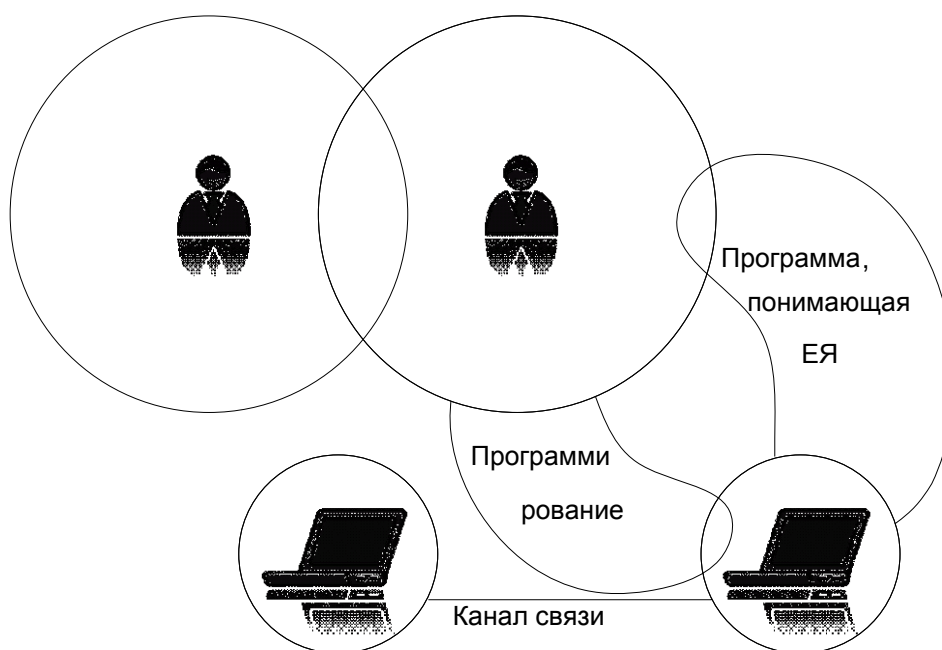 Программа,
понимающая
ЕЯ
Программи
рование
Канал связи